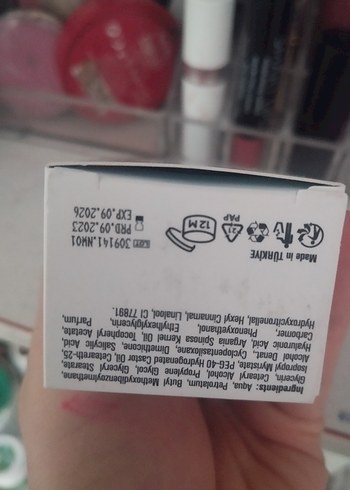 Ingredients: Aqua, Petrolatum, Butyl Methoxydibenzoylmethane,
Glycerin, Cetearyl Alcohol, Propylene Glycol, Glyceryl Stearate,
Isopropyl Myristate, PEG-40 Hydrogenated Castor Oil, Ceteareth-25,
Alcohol Denat., Cyclopentasiloxane, Dimethicone, Salicylic Acid,
Hyaluronic Acid, Argania Spinosa Kernel Oil, Tocopheryl Acetate,
Carbomer, Phenoxyethanol, Ethylhexylglycerin, Parfum,
Hydroxycitronellal, Hexyl Cinnamal, Linalool, CI 77891.
Made in TÜRKİYE
21
PAP
12M
309141.NM01
PRD.09.2023
EXP.09.2026